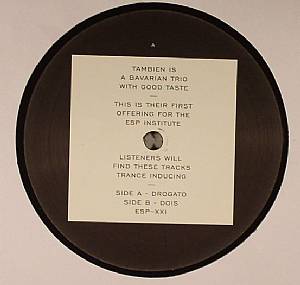 A
TAMBIEN IS
A BAVARIAN TRIO
WITH GOOD TASTE
—
THIS IS THEIR FIRST
OFFERING FOR THE
ESP INSTITUTE
—
LISTENERS WILL
FIND THESE TRACKS
TRANCE INDUCING
—
SIDE A - DROGATO
SIDE B - DOIS
ESP-XXI